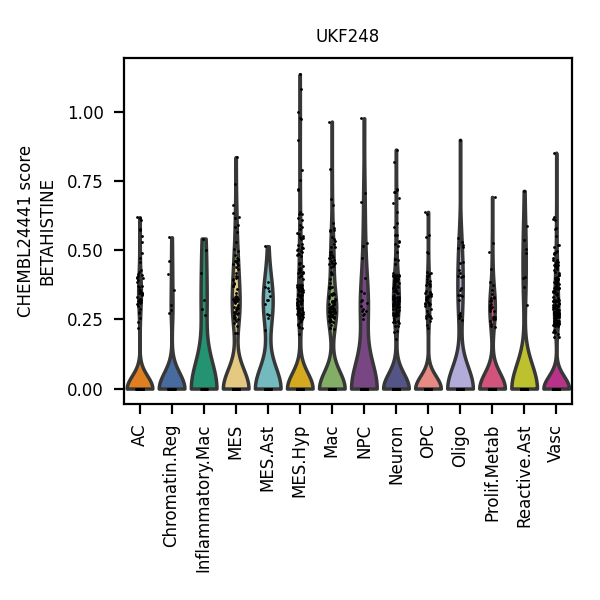 UKF248
CHEMBL24441 score
BETAHISTINE
1.00
0.75
0.50
0.25
0.00
AC
Chromatin.Reg
Inflammatory.Mac
MES
MES.Ast
MES.Hyp
Mac
NPC
Neuron
OPC
Oligo
Prolif.Metab
Reactive.Ast
Vasc